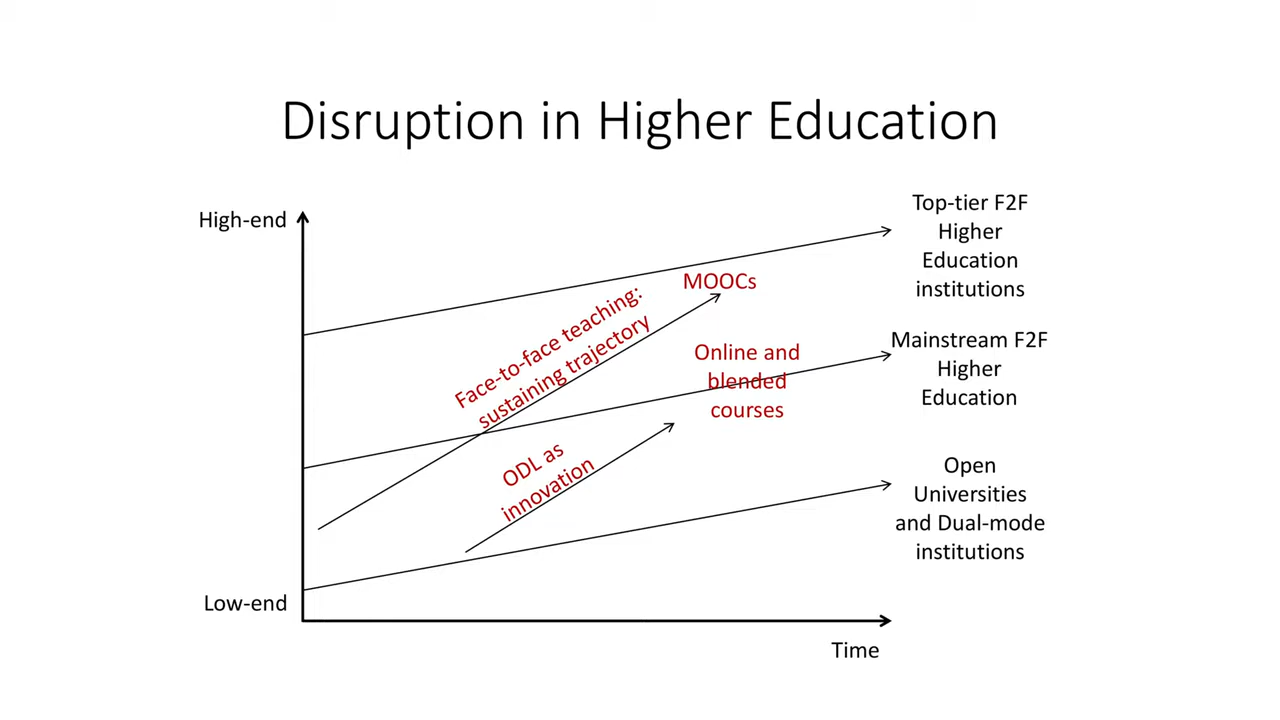 Disruption in Higher Education
High-end
Top-tier F2F
Higher
Education
institutions
MOOCs
Face-to-face teaching:
sustaining trajectory
Online and
blended
courses
Mainstream F2F
Higher
Education
ODL as
innovation
Open
Universities
and Dual-mode
institutions
Low-end
Time